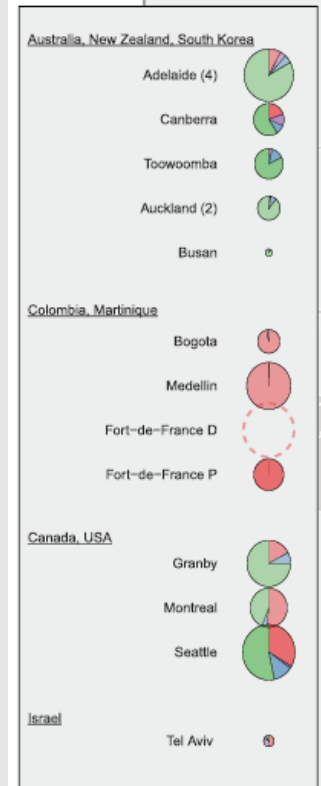 Australia, New Zealand, South Korea
Adelaide (4)
Canberra
Toowoomba
Auckland (2)
Busan
Colombia, Martinique
Bogota
Medellin
Fort−de−France D
Fort−de−France P
Canada, USA
Granby
Montreal
Seattle
Israel
Tel Aviv